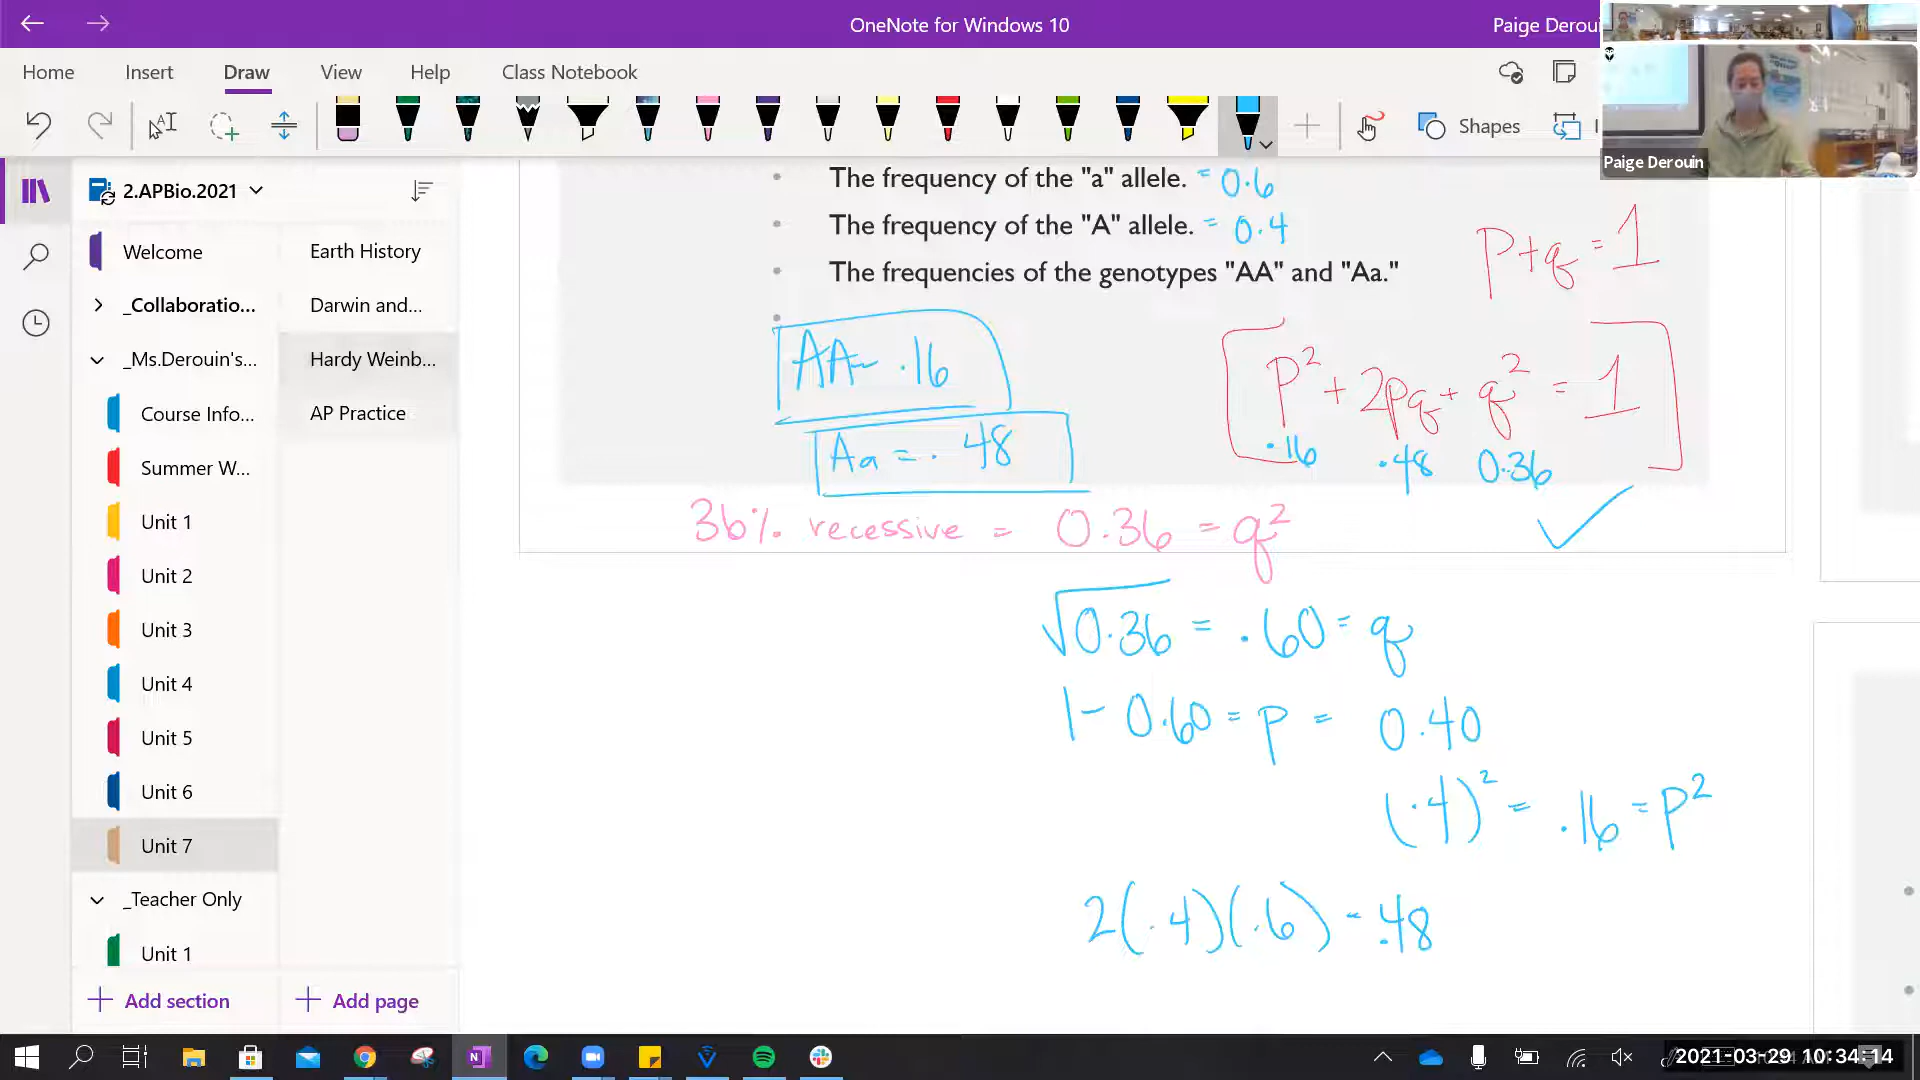 OneNote for Windows 10
Paige Deroui
Home Insert Draw View Help Class Notebook
Shapes
Paige Derouin
2.APBio.2021
Welcome
_Collaboratio...
_Ms.Derouin's...
Course Info...
Summer W...
Unit 1
Unit 2
Unit 3
Unit 4
Unit 5
Unit 6
Unit 7
_Teacher Only
Unit 1
Add section
Earth History
Darwin and...
Hardy Weinb...
AP Practice
Add page
The frequency of the "a" allele. = 0.6
The frequency of the "A" allele. = 0.4
The frequencies of the genotypes "AA" and "Aa."
p+q=1
AA= .16
Aa = .48
p² + 2pq + q² = 1
.16 .48 0.36
36% recessive = 0.36 = q²
√0.36 = .60 = q
1- 0.60 = p = 0.40
(.4)² = .16 = p²
2(.4)(.6) = .48
2021-03-29 10:34:14